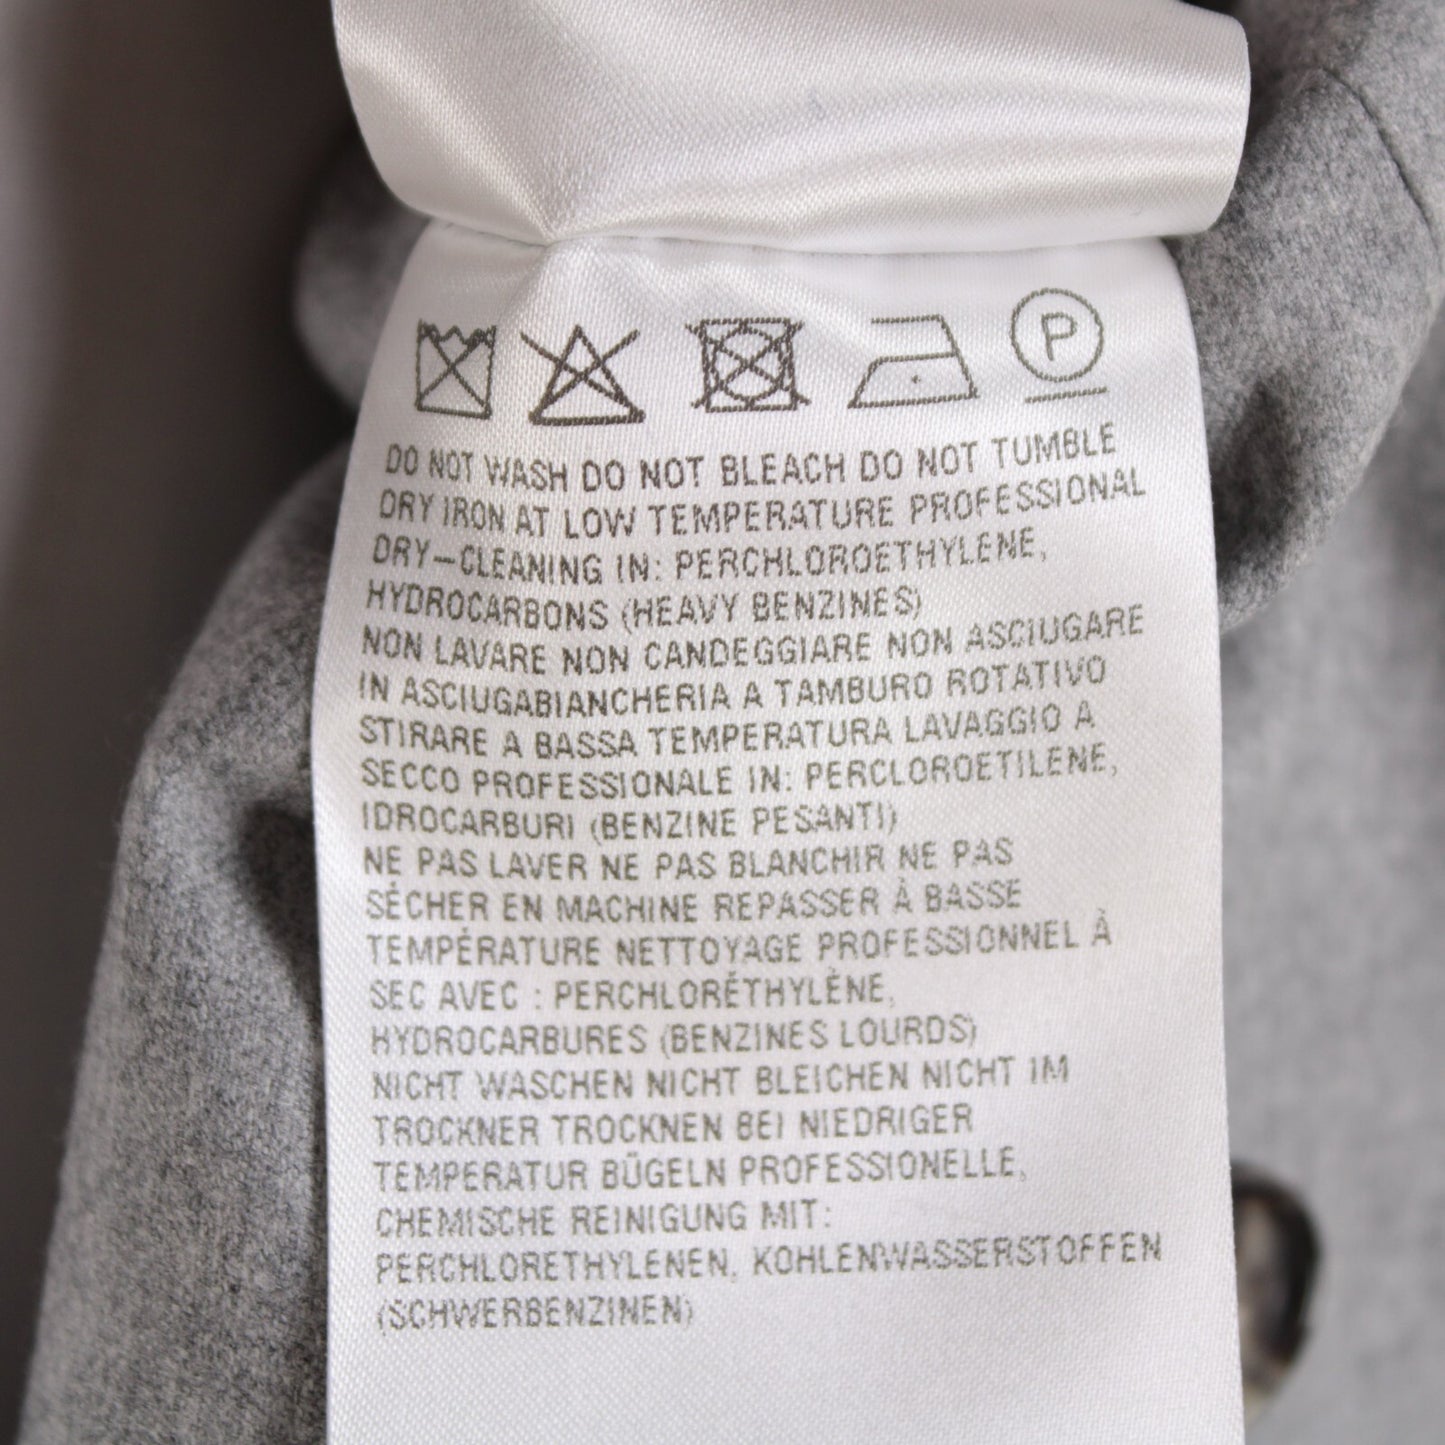 P
DO NOT WASH DO NOT BLEACH DO NOT TUMBLE
DRY IRON AT LOW TEMPERATURE PROFESSIONAL
DRY-CLEANING IN: PERCHLOROETHYLENE,
HYDROCARBONS (HEAVY BENZINES)
NON LAVARE NON CANDEGGIARE NON ASCIUGARE
IN ASCIUGABIANCHERIA A TAMBURO ROTATIVO
STIRARE A BASSA TEMPERATURA LAVAGGIO A
SECCO PROFESSIONALE IN: PERCLOROETILENE,
IDROCARBURI (BENZINE PESANTI)
NE PAS LAVER NE PAS BLANCHIR NE PAS
SÉCHER EN MACHINE REPASSER À BASSE
TEMPÉRATURE NETTOYAGE PROFESSIONNEL À
SEC AVEC : PERCHLORÉTHYLÈNE,
HYDROCARBURES (BENZINES LOURDS)
NICHT WASCHEN NICHT BLEICHEN NICHT IM
TROCKNER TROCKNEN BEI NIEDRIGER
TEMPERATUR BÜGELN PROFESSIONELLE,
CHEMISCHE REINIGUNG MIT:
PERCHLORETHYLENEN, KOHLENWASSERSTOFFEN
(SCHWERBENZINEN)